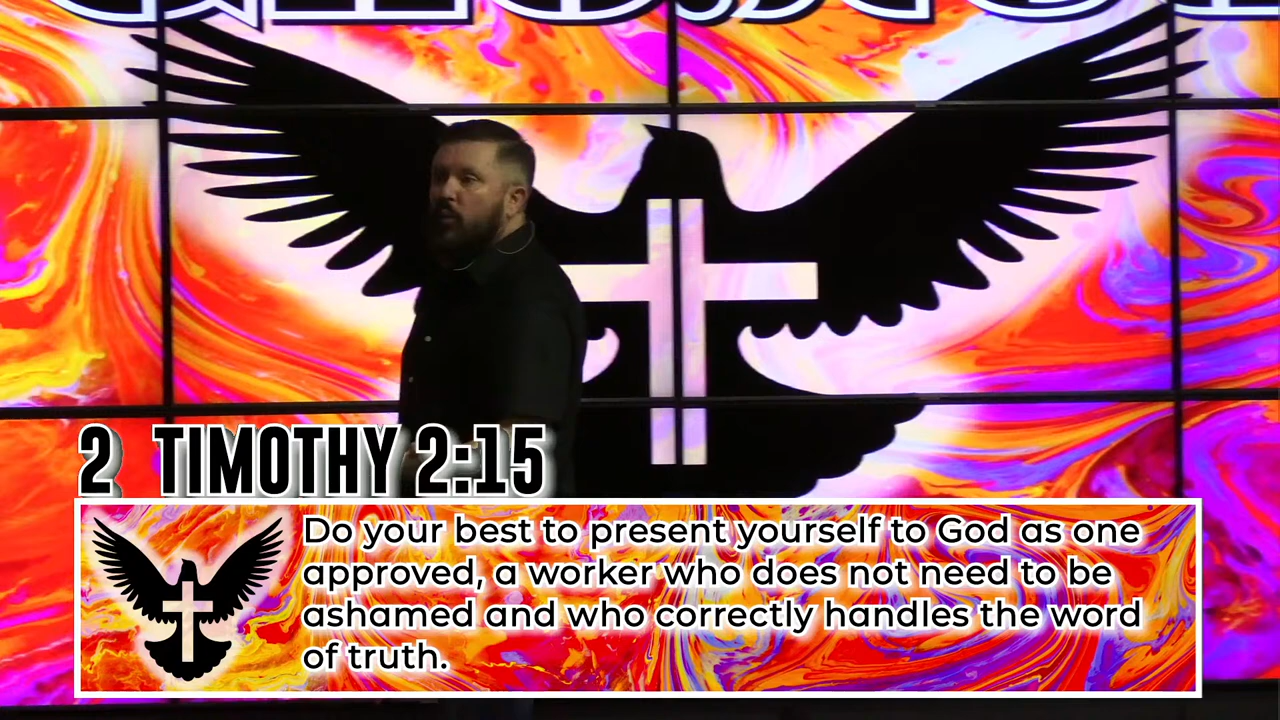 2 TIMOTHY 2:15
Do your best to present yourself to God as one
approved, a worker who does not need to be
ashamed and who correctly handles the word
of truth.